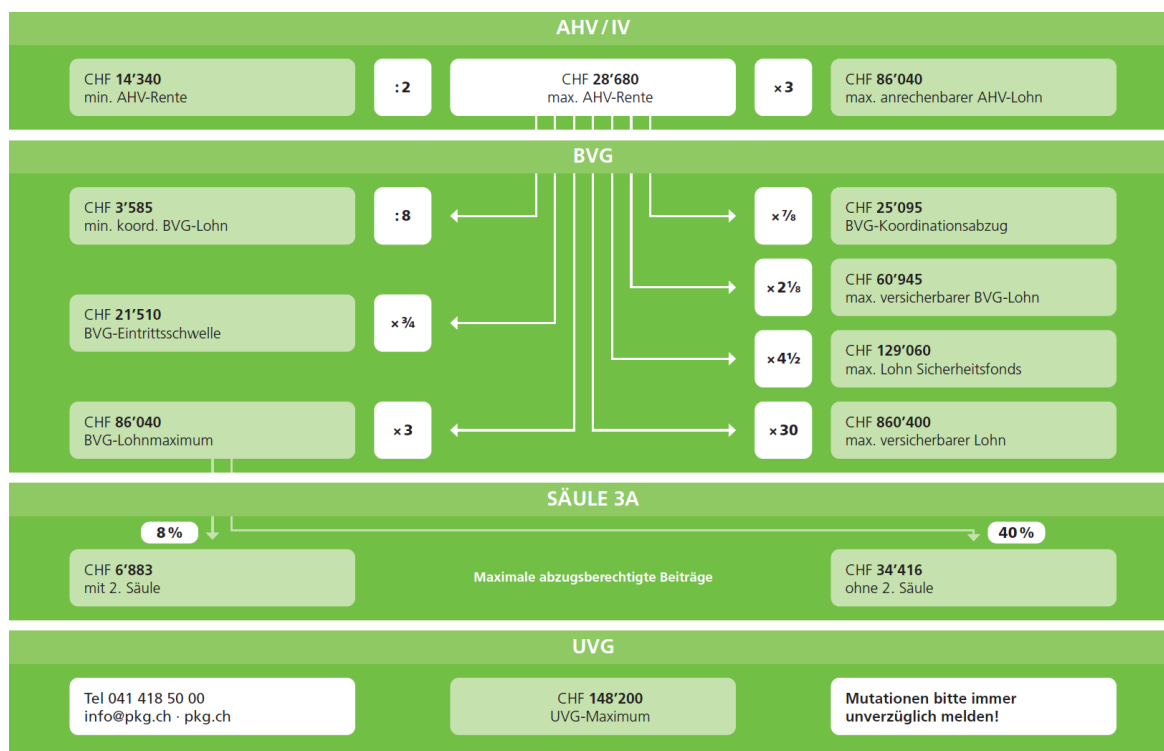 AHV/IV
CHF 14’340
min. AHV-Rente
:2
CHF 28’680
max. AHV-Rente
×3
CHF 86’040
max. anrechenbarer AHV-Lohn
BVG
CHF 3’585
min. koord. BVG-Lohn
:8
×⅞
CHF 25’095
BVG-Koordinationsabzug
×2⅛
CHF 60’945
max. versicherbarer BVG-Lohn
CHF 21’510
BVG-Eintrittsschwelle
×¾
×4½
CHF 129’060
max. Lohn Sicherheitsfonds
CHF 86’040
BVG-Lohnmaximum
×3
×30
CHF 860’400
max. versicherbarer Lohn
SÄULE 3A
8%
40%
CHF 6’883
mit 2. Säule
Maximale abzugsberechtigte Beiträge
CHF 34’416
ohne 2. Säule
UVG
Tel 041 418 50 00
info@pkg.ch · pkg.ch
CHF 148’200
UVG-Maximum
Mutationen bitte immer
unverzüglich melden!